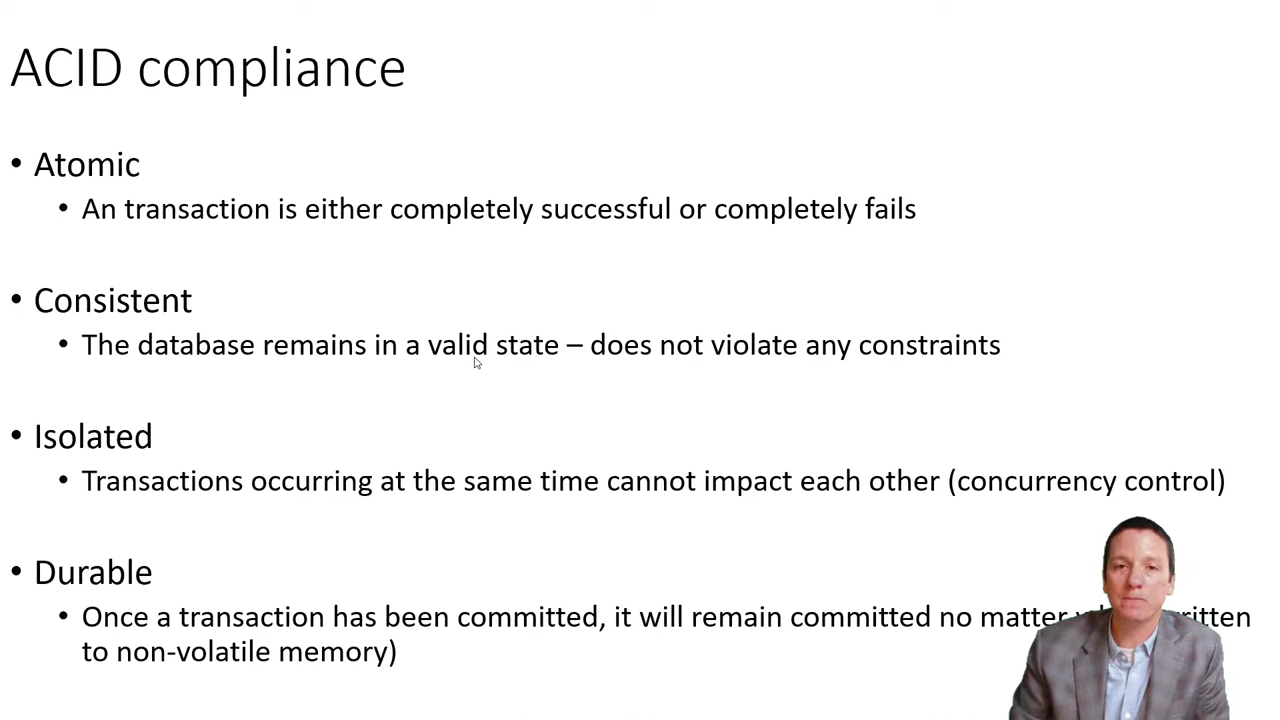 ACID compliance
• Atomic
• An transaction is either completely successful or completely fails
• Consistent
• The database remains in a valid state – does not violate any constraints
• Isolated
• Transactions occurring at the same time cannot impact each other (concurrency control)
• Durable
• Once a transaction has been committed, it will remain committed no matter
to non-volatile memory)